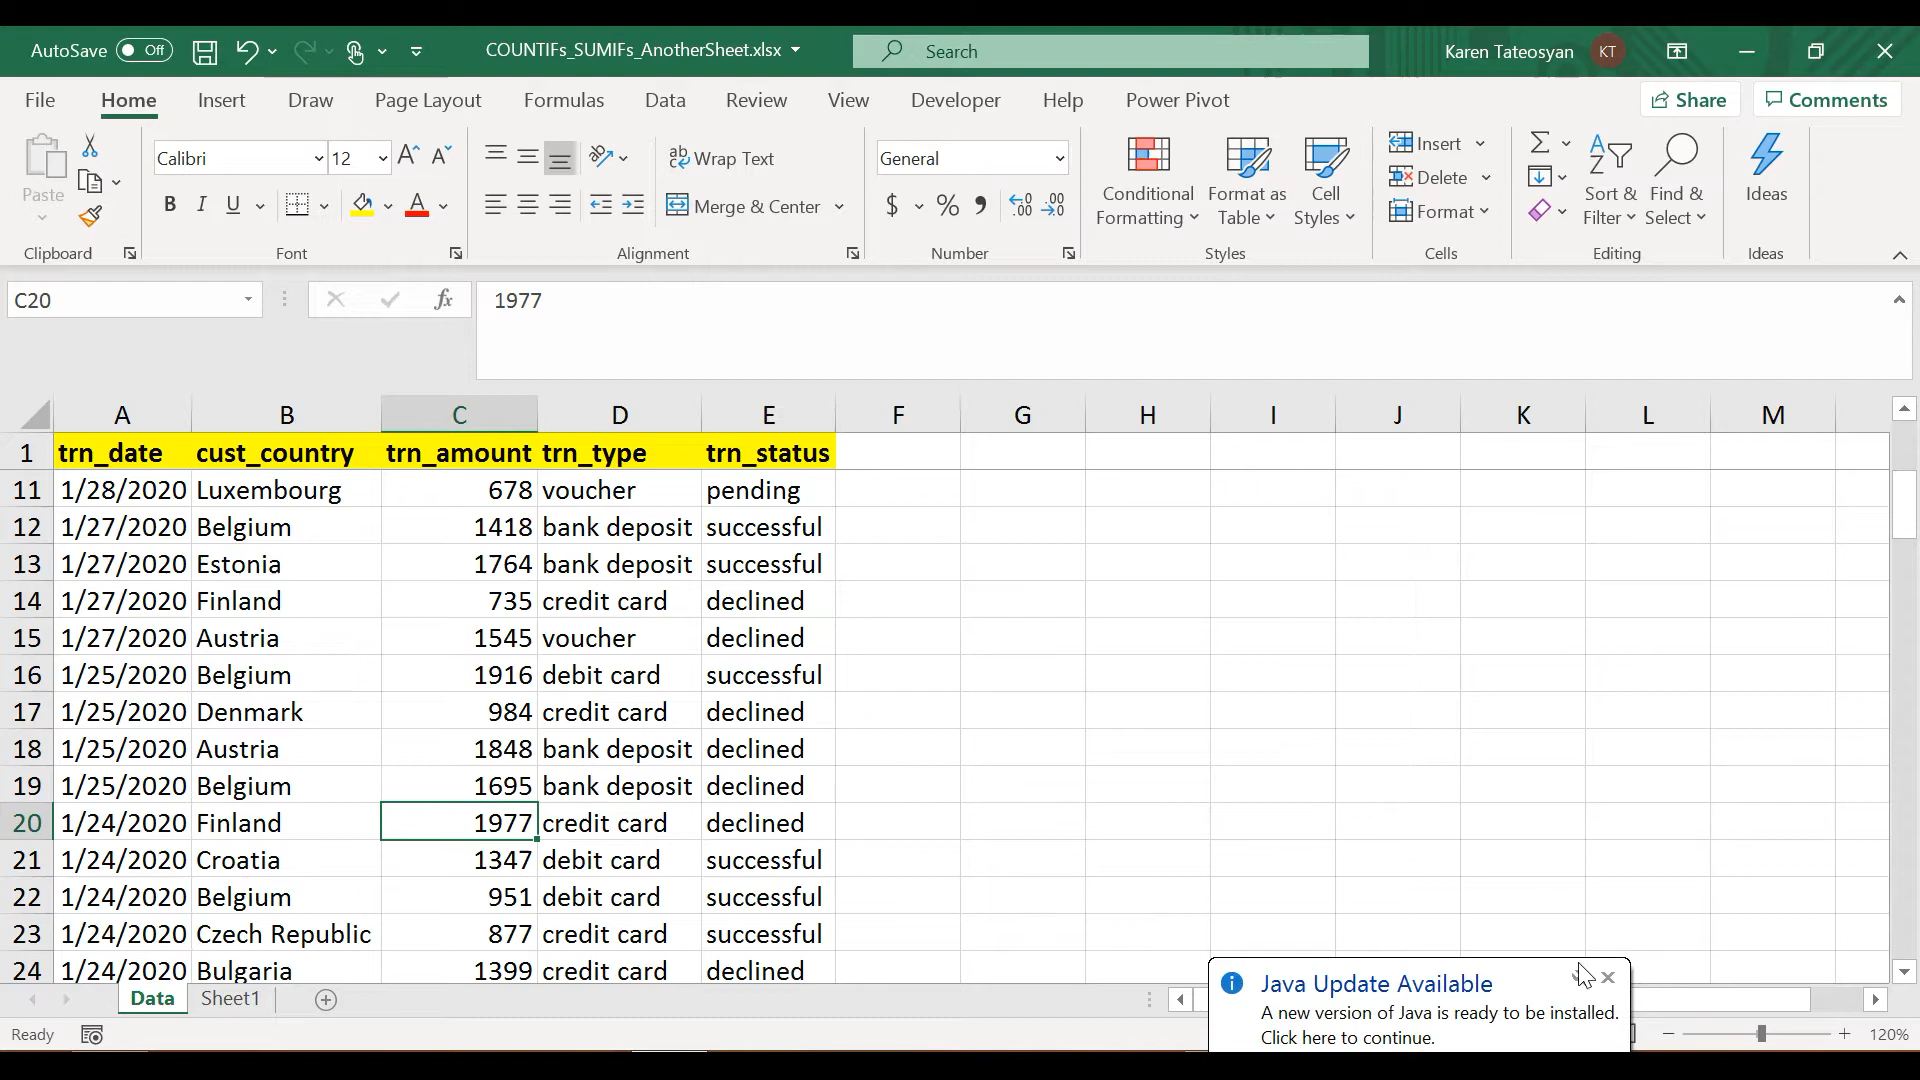 AutoSave Off COUNTIFs_SUMIFs_AnotherSheet.xlsx Search Karen Tateosyan KT
File Home Insert Draw Page Layout Formulas Data Review View Developer Help Power Pivot Share Comments
Calibri 12 ab Wrap Text General Insert
Paste Conditional Format as Cell Delete Sort & Find & Ideas
B I U Merge & Center $ % Formatting Table Styles Format Filter Select
Clipboard Font Alignment Number Styles Cells Editing Ideas
C20 fx 1977
A B C D E F G H I J K L M
1 trn_date cust_country trn_amount trn_type trn_status
11 1/28/2020 Luxembourg 678 voucher pending
12 1/27/2020 Belgium 1418 bank deposit successful
13 1/27/2020 Estonia 1764 bank deposit successful
14 1/27/2020 Finland 735 credit card declined
15 1/27/2020 Austria 1545 voucher declined
16 1/25/2020 Belgium 1916 debit card successful
17 1/25/2020 Denmark 984 credit card declined
18 1/25/2020 Austria 1848 bank deposit declined
19 1/25/2020 Belgium 1695 bank deposit declined
20 1/24/2020 Finland 1977 credit card declined
21 1/24/2020 Croatia 1347 debit card successful
22 1/24/2020 Belgium 951 debit card successful
23 1/24/2020 Czech Republic 877 credit card successful
24 1/24/2020 Bulgaria 1399 credit card declined
Java Update Available
A new version of Java is ready to be installed.
Click here to continue.
Data Sheet1
Ready 120%